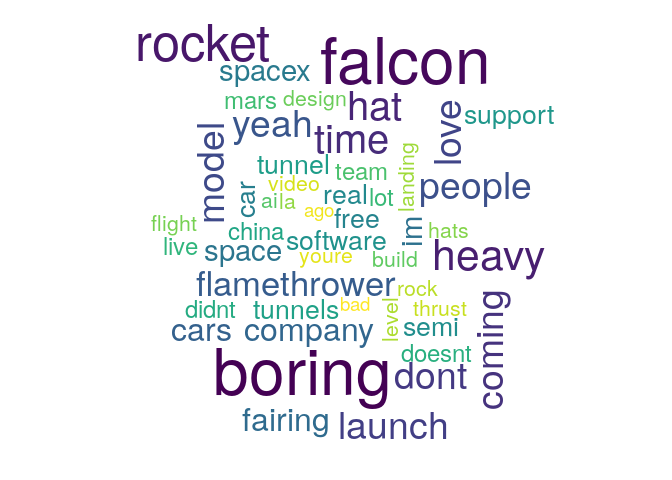 rocket
falcon
spacex
mars
design
hat
support
yeah
time
love
model
tunnel
team
landing
people
car
video
real
lot
aila
ago
free
flight
china
im
hats
live
space
software
youre
build
heavy
flamethrower
rock
coming
didnt
tunnels
bad
level
thrust
cars
company
semi
doesnt
boring
dont
fairing
launch